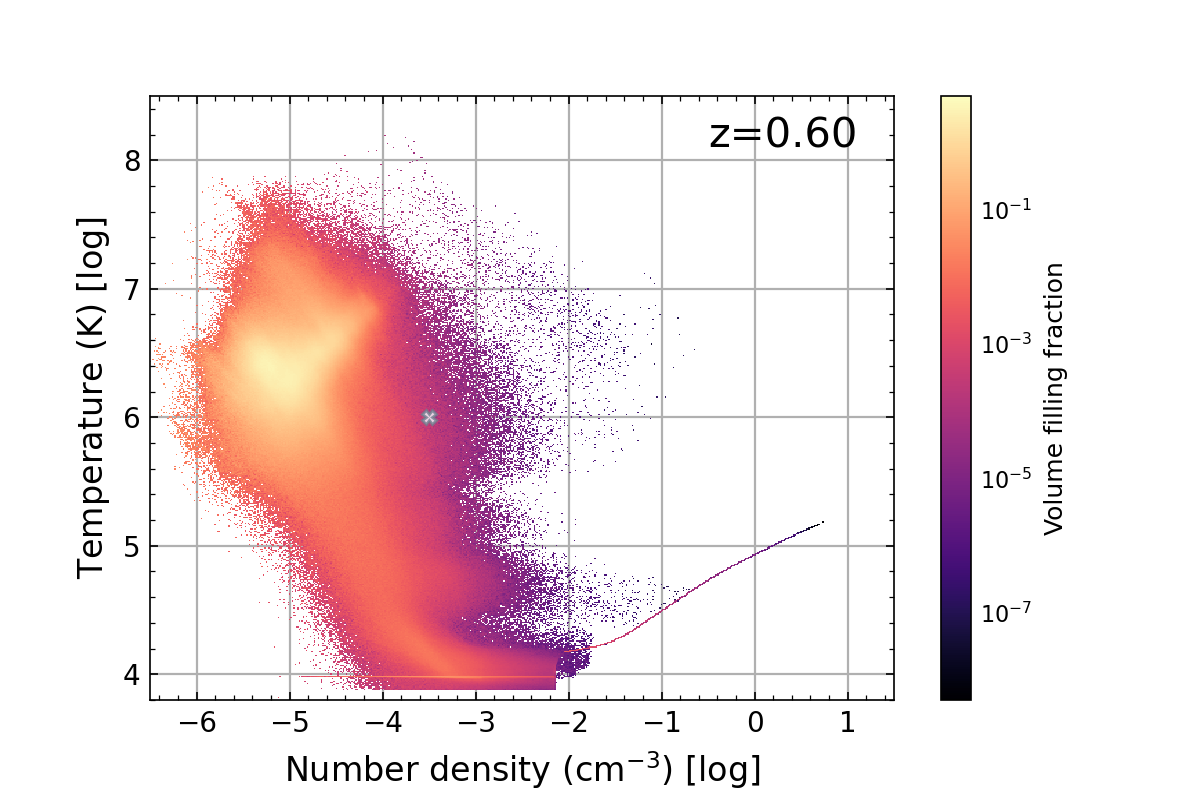 z=0.60
Temperature (K) [log]
8
7
6
5
4
−6 −5 −4 −3 −2 −1 0 1
Number density (cm⁻³) [log]
10⁻¹
10⁻³
10⁻⁵
10⁻⁷
Volume filling fraction